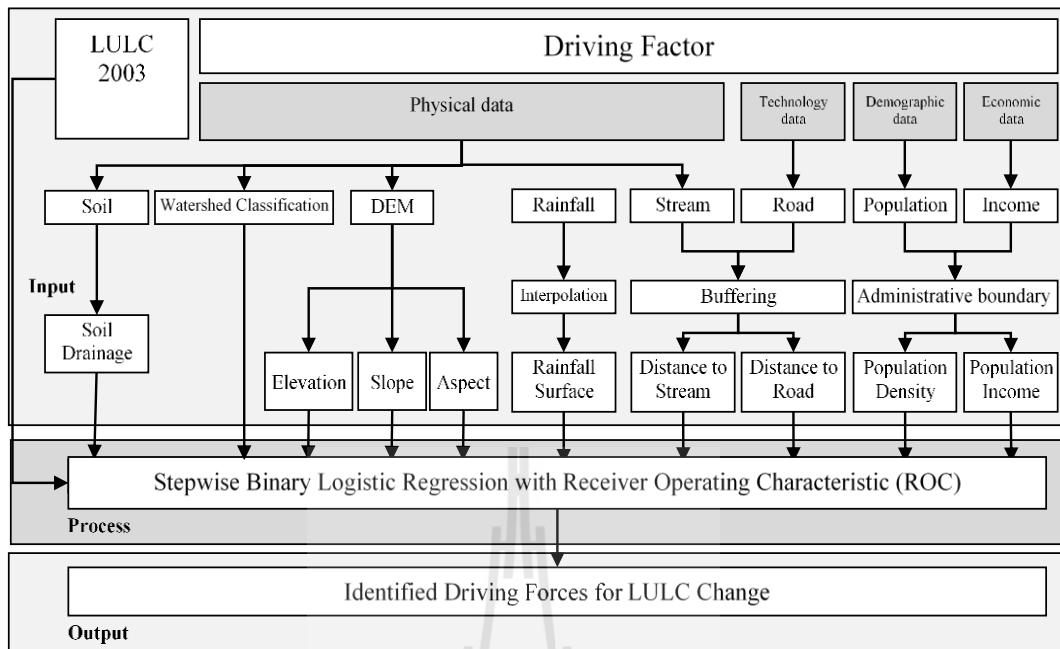 LULC
2003
Driving Factor
Physical data
Technology
data
Demographic data
Economic data
Soil
Watershed Classification
DEM
Rainfall
Stream
Road
Population
Income
Input
Interpolation
Buffering
Administrative boundary
Soil
Drainage
Elevation
Slope
Aspect
Rainfall
Surface
Distance to
Stream
Distance to
Road
Population
Density
Population
Income
Stepwise Binary Logistic Regression with Receiver Operating Characteristic (ROC)
Process
Identified Driving Forces for LULC Change
Output